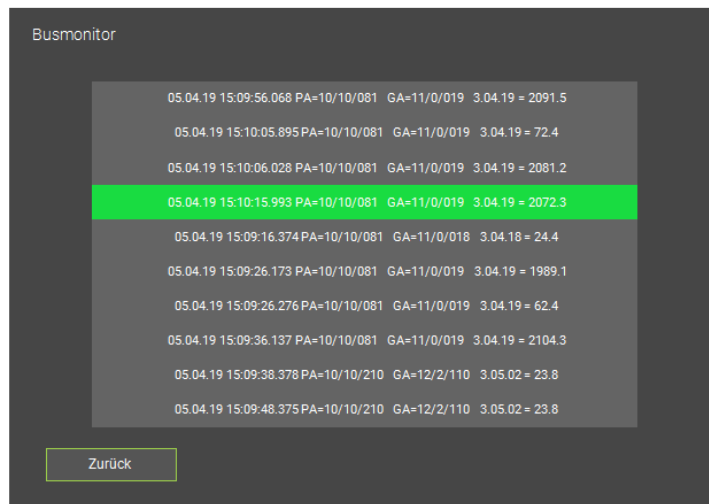 Busmonitor
05.04.19 15:09:56.068 PA=10/10/081 GA=11/0/019 3.04.19 = 2091.5
05.04.19 15:10:05.895 PA=10/10/081 GA=11/0/019 3.04.19 = 72.4
05.04.19 15:10:06.028 PA=10/10/081 GA=11/0/019 3.04.19 = 2081.2
05.04.19 15:10:15.993 PA=10/10/081 GA=11/0/019 3.04.19 = 2072.3
05.04.19 15:09:16.374 PA=10/10/081 GA=11/0/018 3.04.18 = 24.4
05.04.19 15:09:26.173 PA=10/10/081 GA=11/0/019 3.04.19 = 1989.1
05.04.19 15:09:26.276 PA=10/10/081 GA=11/0/019 3.04.19 = 62.4
05.04.19 15:09:36.137 PA=10/10/081 GA=11/0/019 3.04.19 = 2104.3
05.04.19 15:09:38.378 PA=10/10/210 GA=12/2/110 3.05.02 = 23.8
05.04.19 15:09:48.375 PA=10/10/210 GA=12/2/110 3.05.02 = 23.8
Zurück